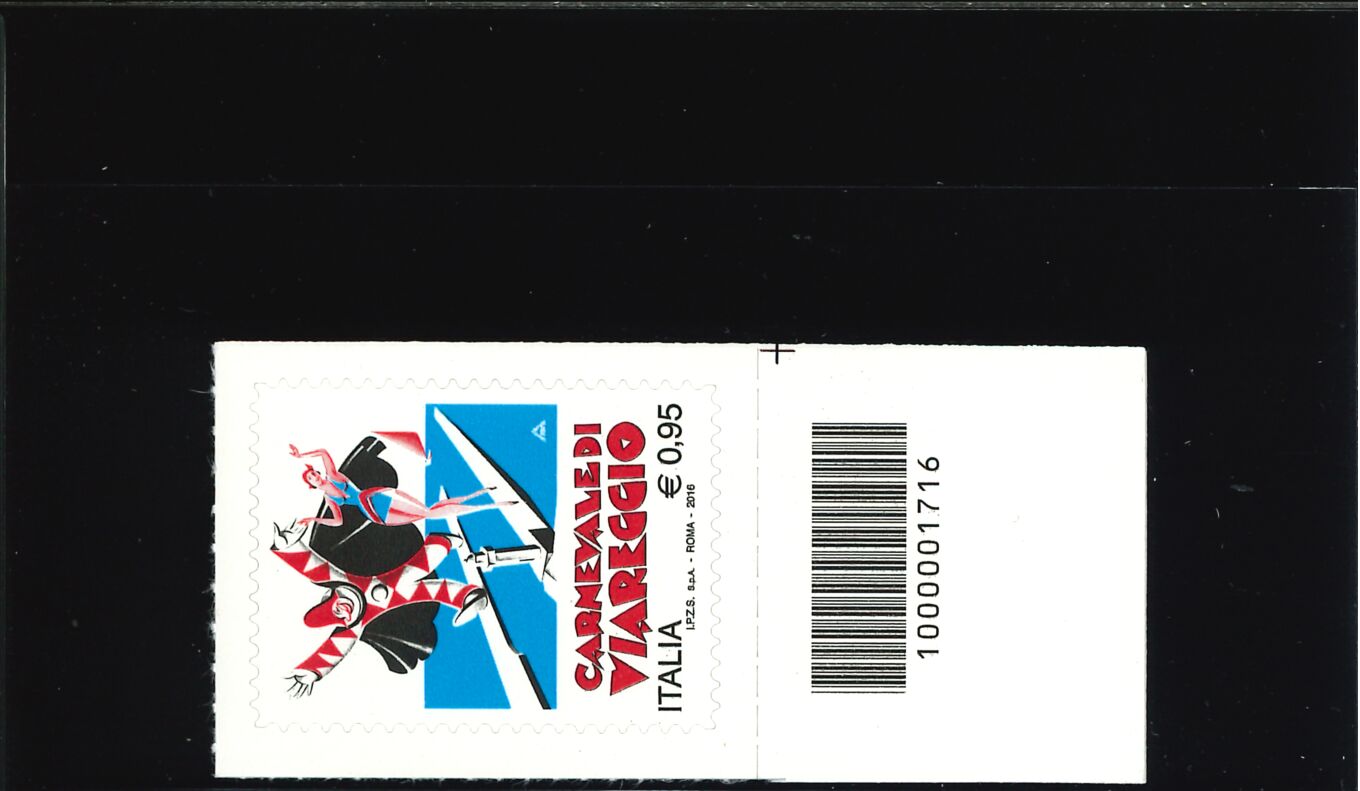 CARNEVALE DI
VIAREGGIO
ITALIA € 0,95
I.P.Z.S. S.p.A. - ROMA - 2016
1000001716